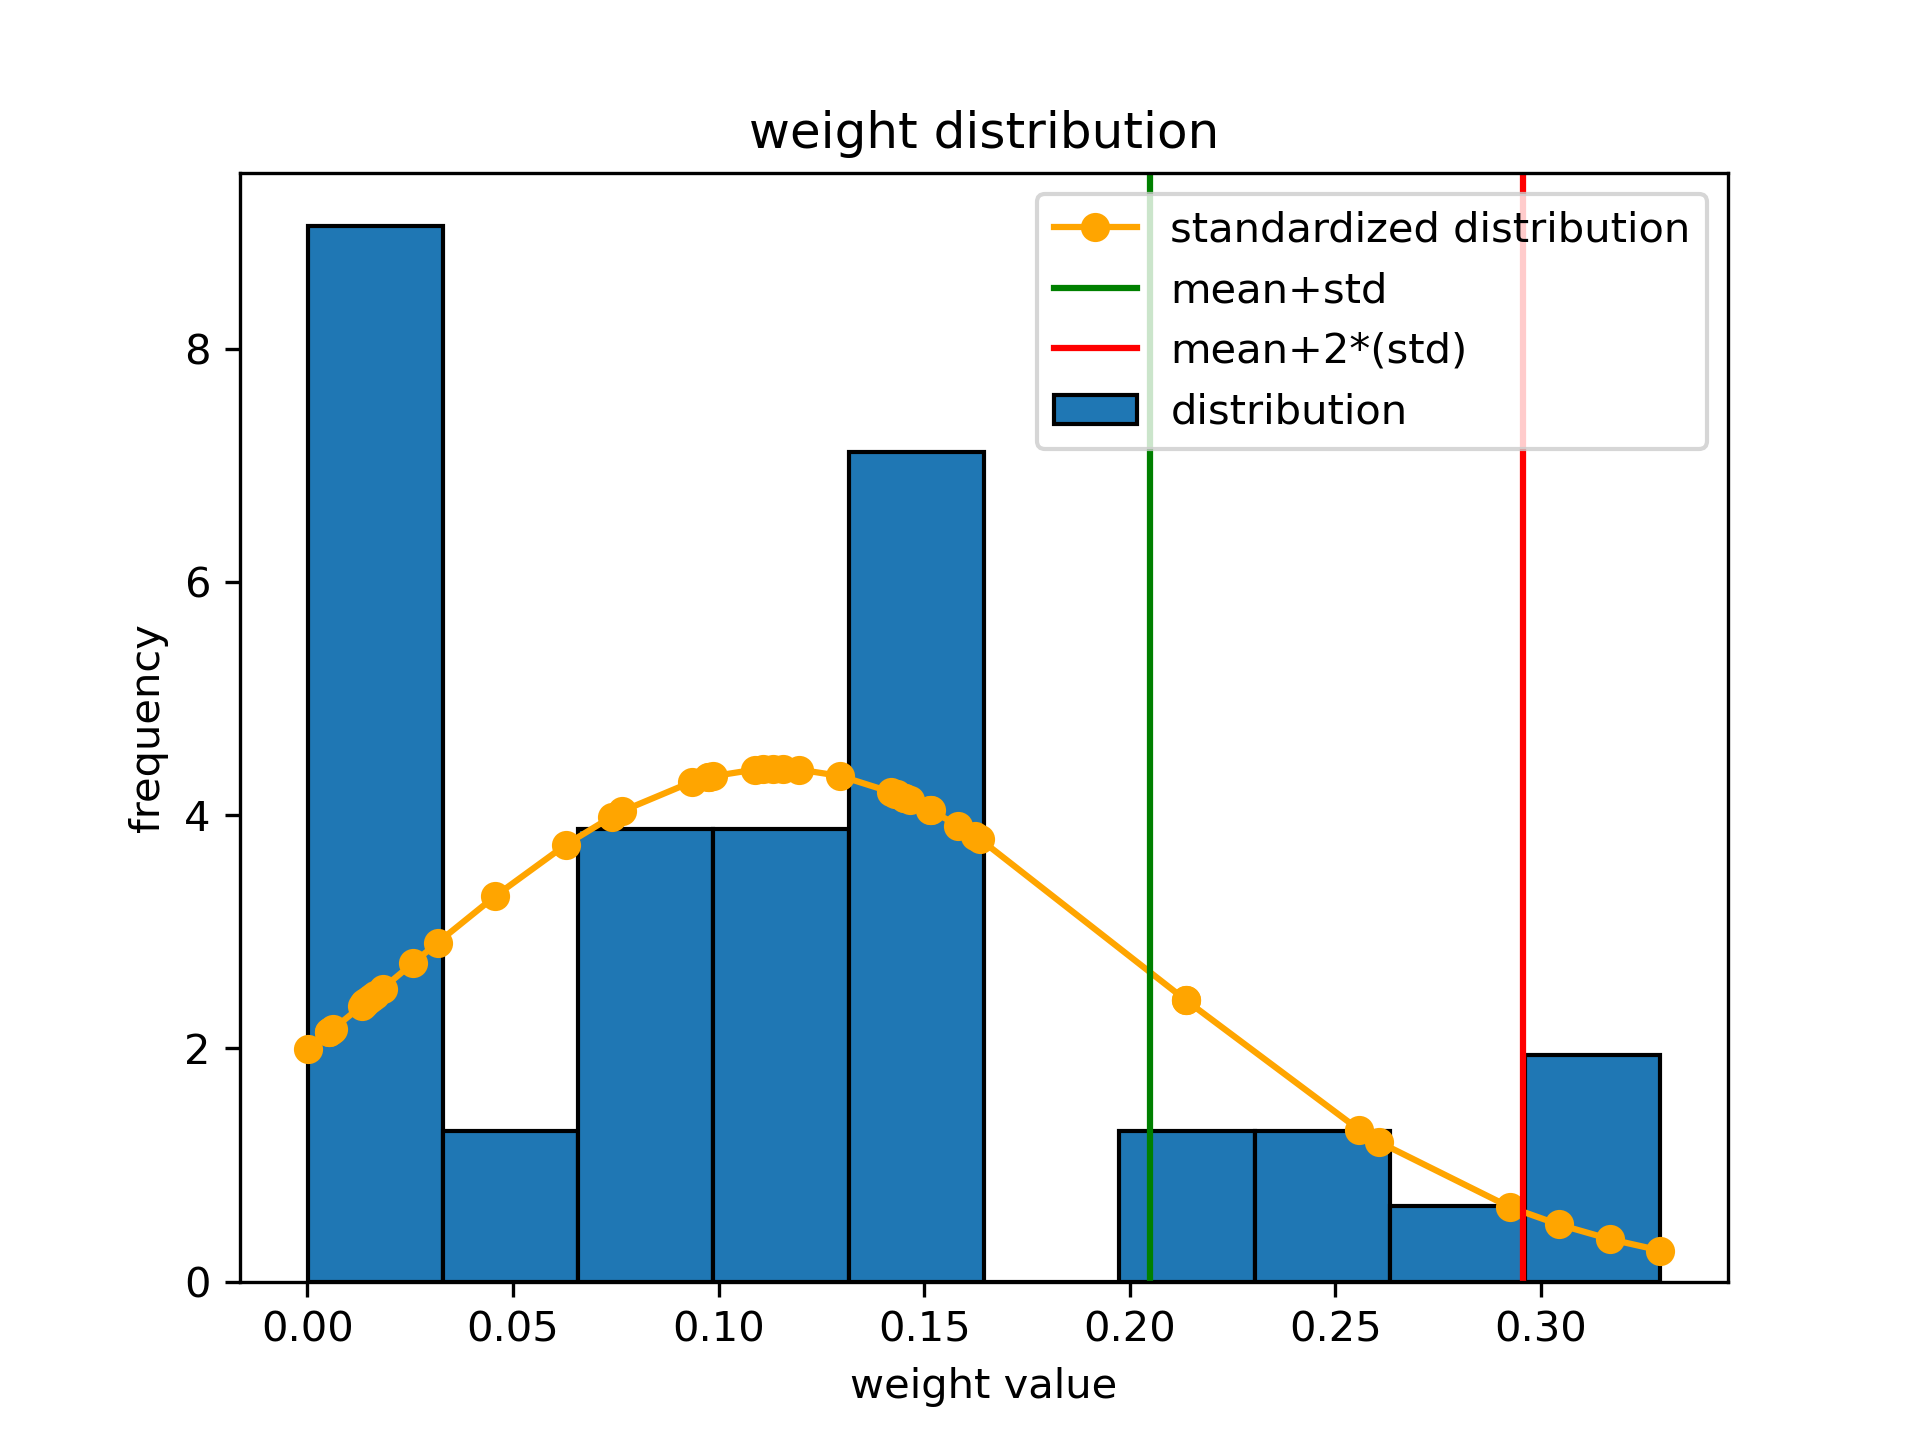 weight distribution
standardized distribution
mean+std
mean+2*(std)
distribution
frequency
8
6
4
2
0
0.00 0.05 0.10 0.15 0.20 0.25 0.30
weight value